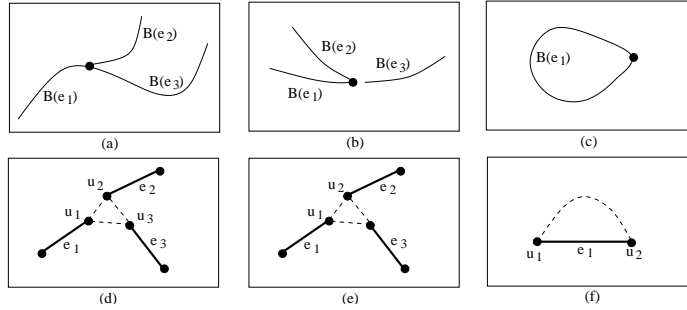 B(e₂)
B(e₁)
B(e₃)
(a)
B(e₂)
B(e₃)
B(e₁)
(b)
B(e₁)
(c)
u₂
e₂
u₁
u₃
e₁
e₃
(d)
u₂
e₂
u₁
e₁
e₃
(e)
u₁
e₁
u₂
(f)